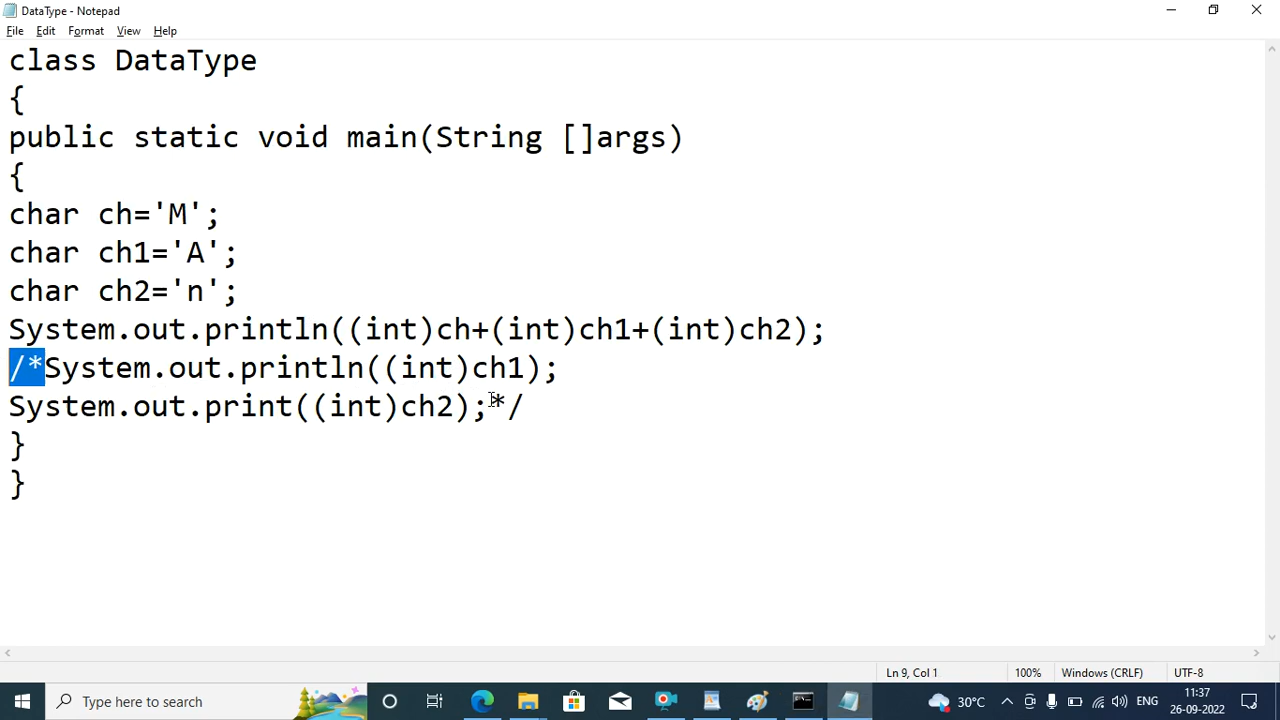 DataType - Notepad
File Edit Format View Help
class DataType
{
public static void main(String []args)
{
char ch='M';
char ch1='A';
char ch2='n';
System.out.println((int)ch+(int)ch1+(int)ch2);
/*System.out.println((int)ch1);
System.out.print((int)ch2);*/
}
}
Ln 9, Col 1 100% Windows (CRLF) UTF-8
Type here to search 30°C ENG 11:37
26-09-2022